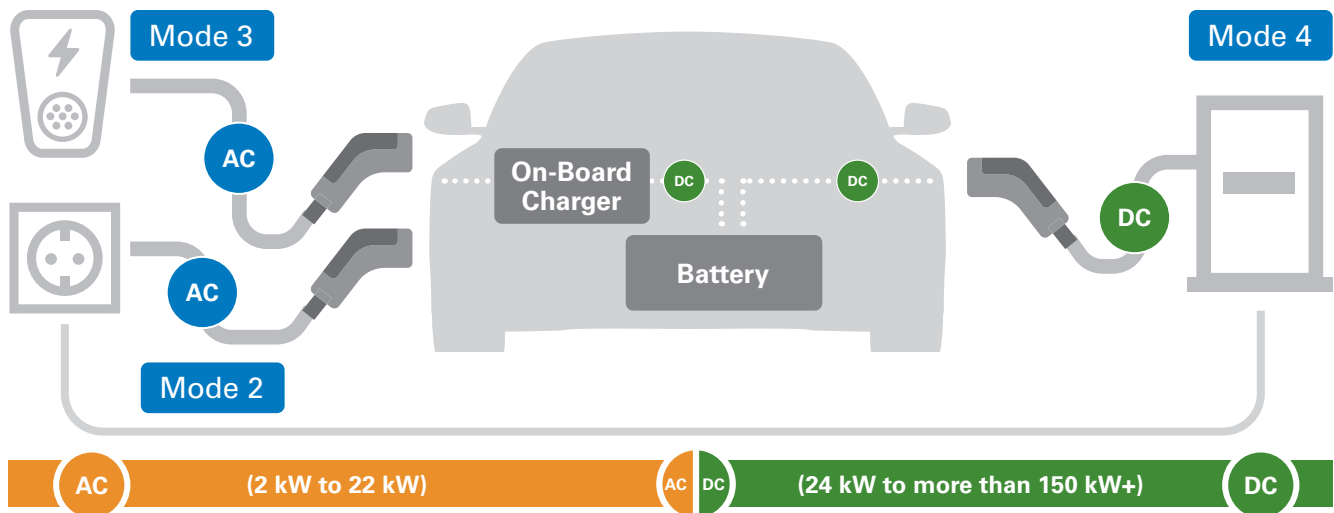 Mode 3
Mode 4
AC
On-Board
Charger
DC
DC
DC
AC
Battery
Mode 2
AC
(2 kW to 22 kW)
AC
DC
(24 kW to more than 150 kW+)
DC